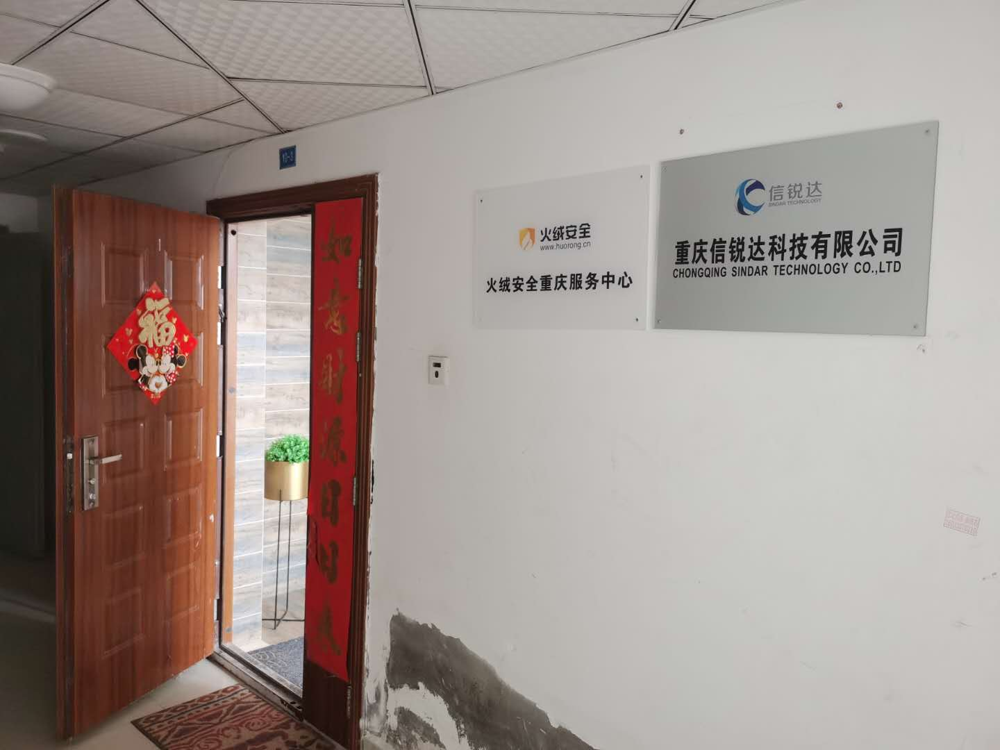 10-3
福
如意财源日日来
火绒安全
www.huorong.cn
火绒安全重庆服务中心
信锐达
SINDAR TECHNOLOGY
重庆信锐达科技有限公司
CHONGQING SINDAR TECHNOLOGY CO.,LTD